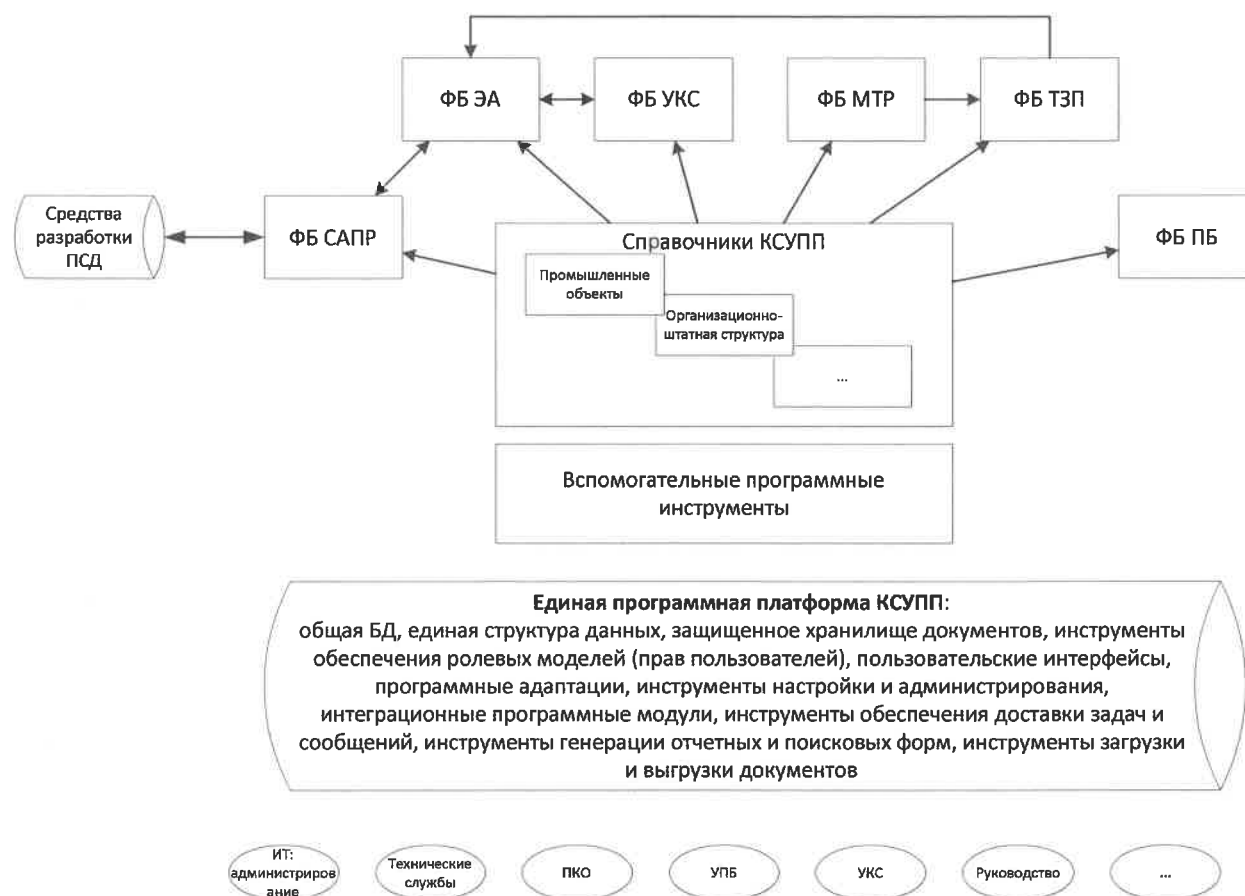 ФБ ЭА
ФБ УКС
ФБ МТР
ФБ ТЗП
Средства
разработки
ПСД
ФБ САПР
Справочники КСУПП
ФБ ПБ
Промышленные
объекты
Организационно-
штатная структура
...
Вспомогательные программные
инструменты
Единая программная платформа КСУПП:
общая БД, единая структура данных, защищенное хранилище документов, инструменты
обеспечения ролевых моделей (прав пользователей), пользовательские интерфейсы,
программные адаптации, инструменты настройки и администрирования,
интеграционные программные модули, инструменты обеспечения доставки задач и
сообщений, инструменты генерации отчетных и поисковых форм, инструменты загрузки
и выгрузки документов
ИТ:
администриров
ание
Технические
службы
ПКО
УПБ
УКС
Руководство
...